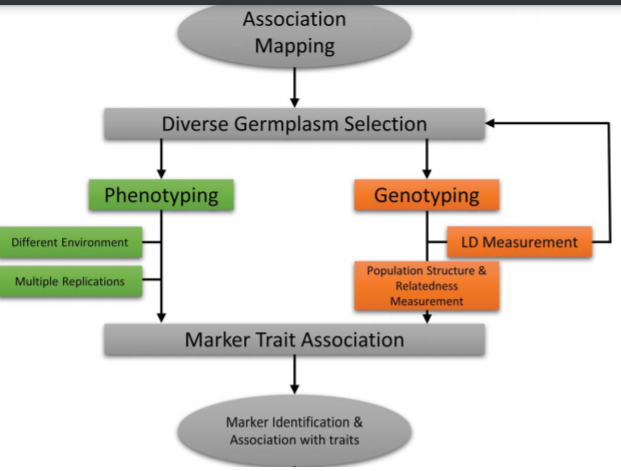 Association
Mapping
Diverse Germplasm Selection
Phenotyping
Genotyping
Different Environment
LD Measurement
Multiple Replications
Population Structure &
Relatedness
Measurement
Marker Trait Association
Marker Identification &
Association with traits